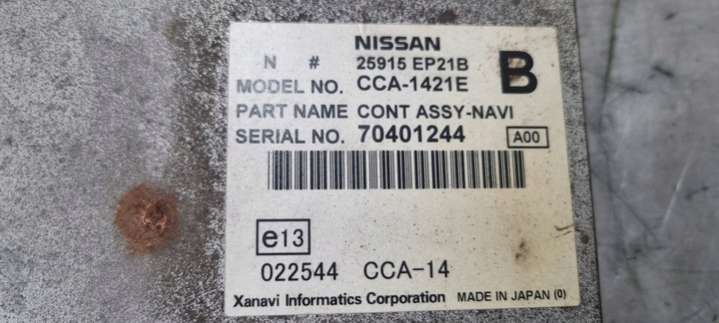 NISSAN
N # 25915 EP21B
B
MODEL NO. CCA-1421E
PART NAME CONT ASSY-NAVI
SERIAL NO. 70401244 A00
e13
022544 CCA-14
Xanavi Informatics Corporation MADE IN JAPAN (0)